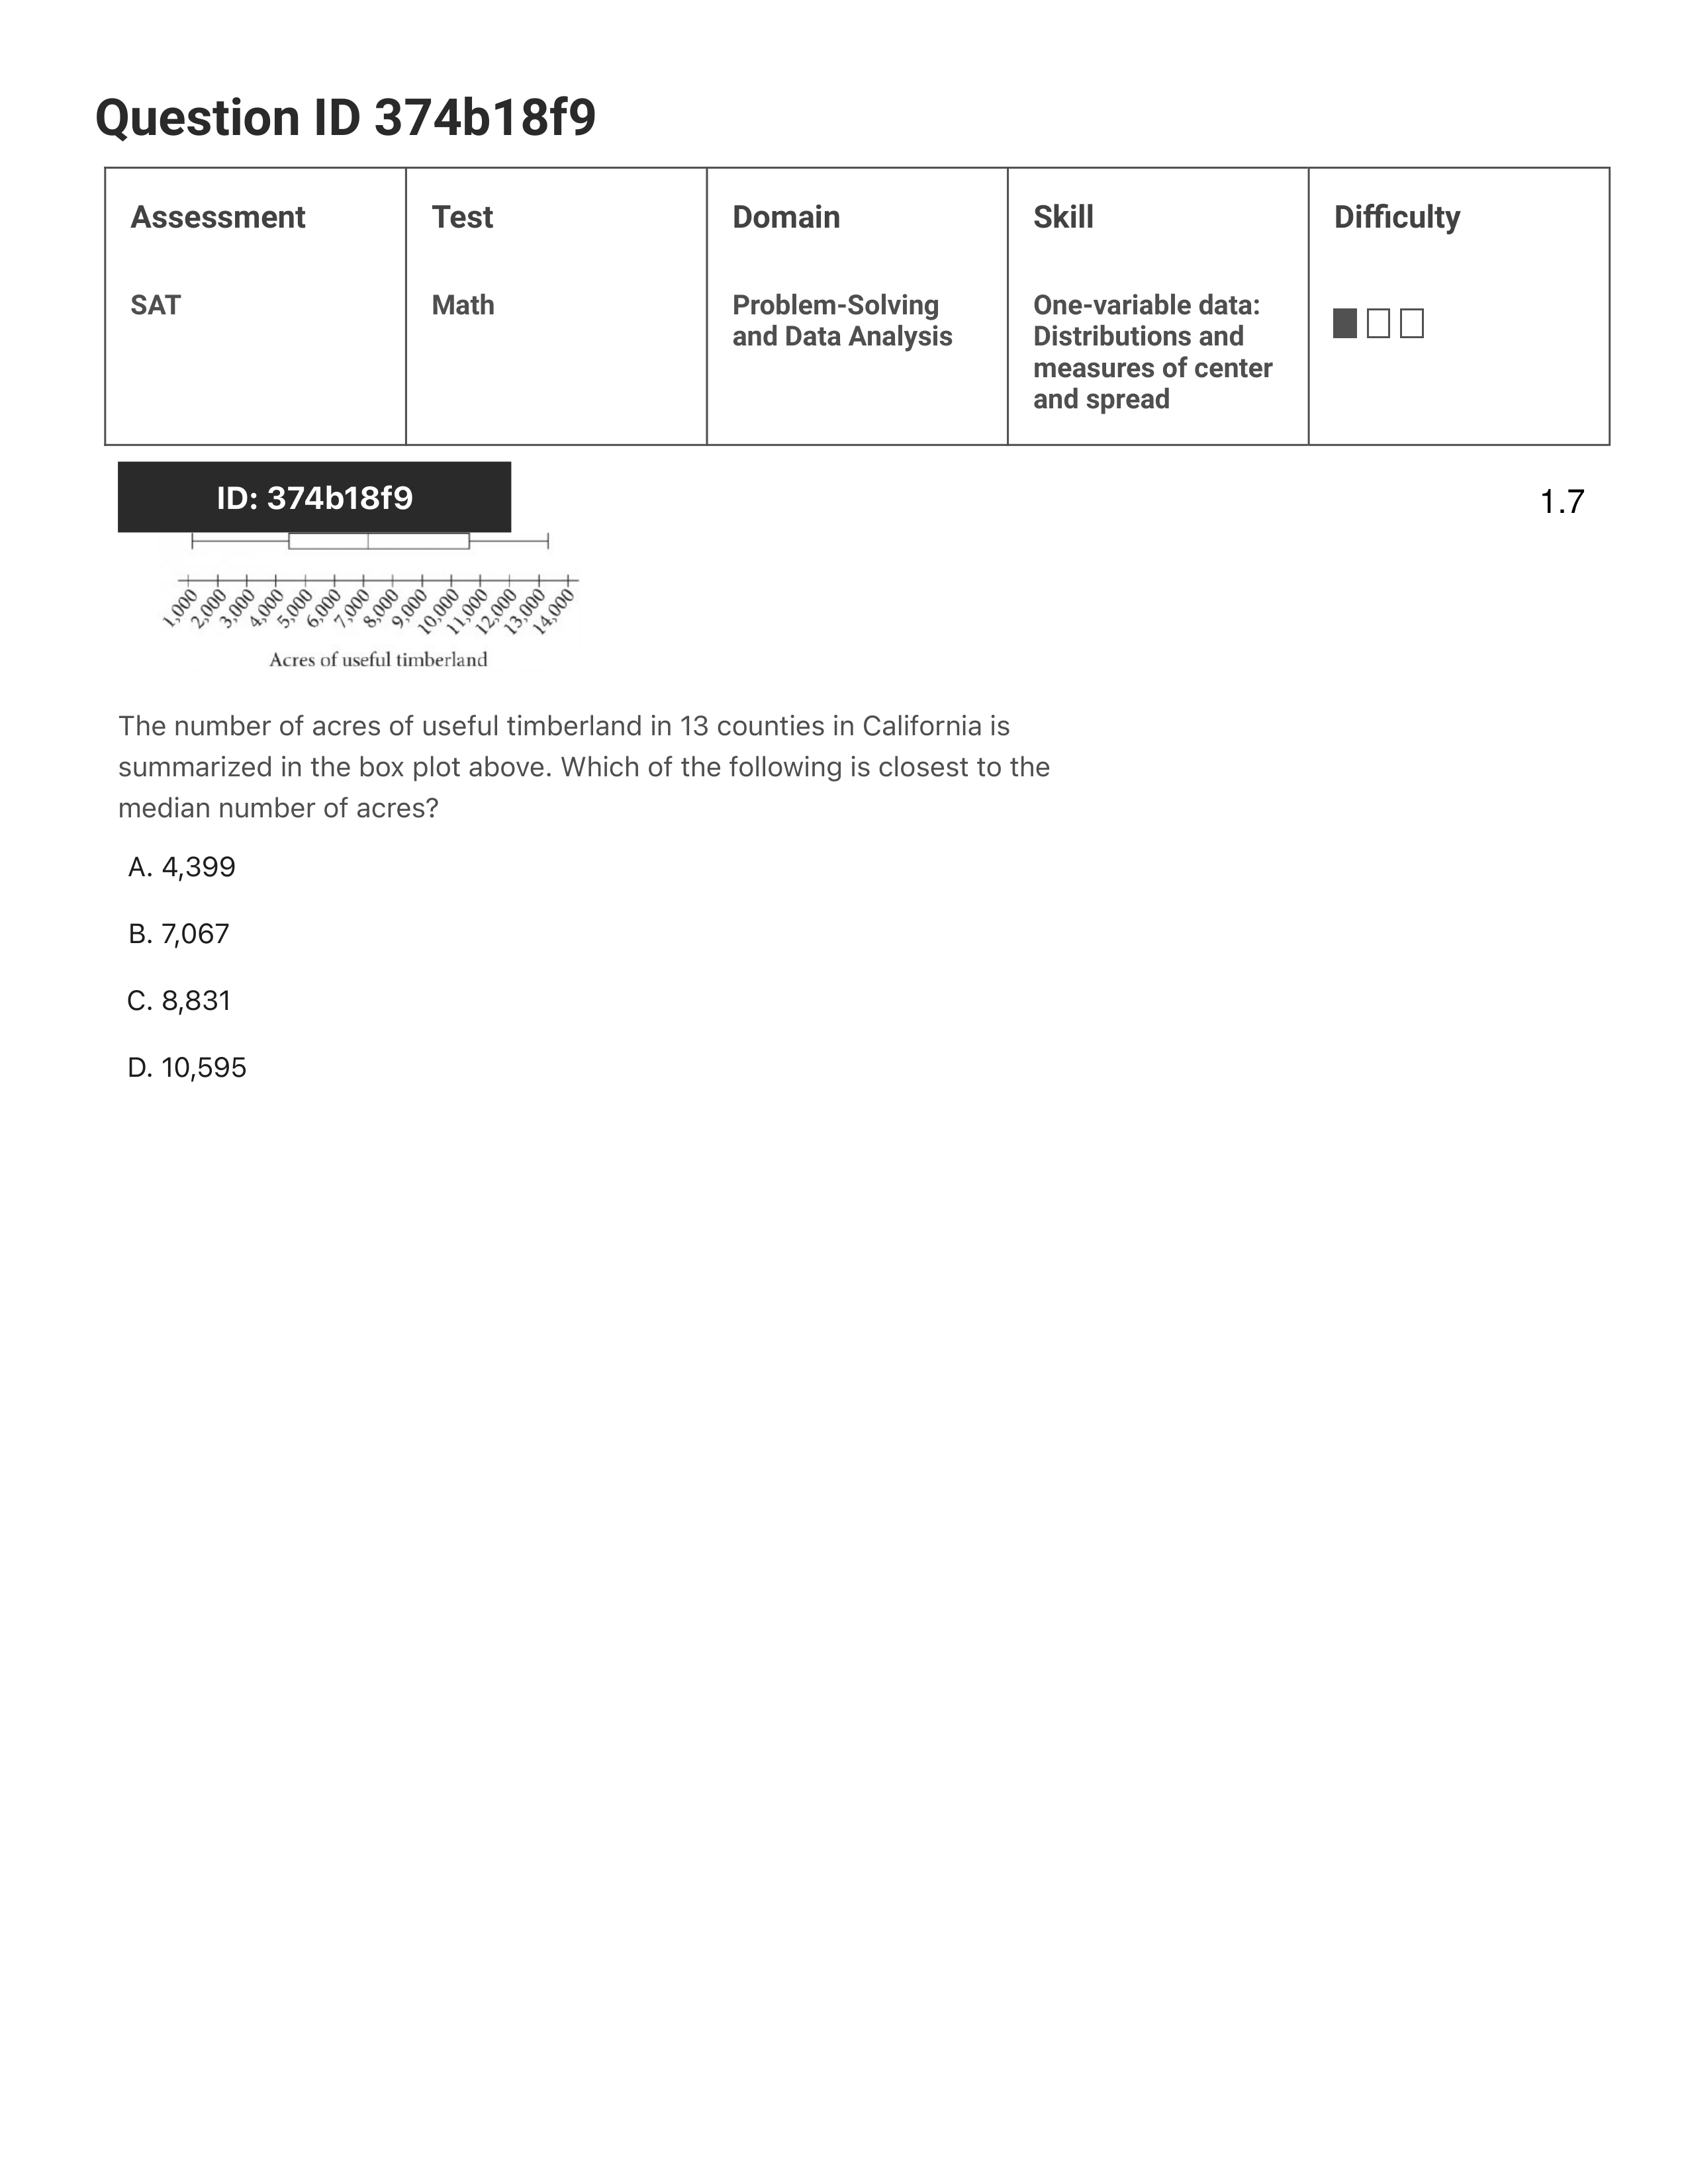 Question ID 374b18f9
Assessment
Test
Domain
Skill
Difficulty
SAT
Math
Problem-Solving
and Data Analysis
One-variable data:
Distributions and
measures of center
and spread
ID: 374b18f9
1.7
1,000
2,000
3,000
4,000
5,000
6,000
7,000
8,000
9,000
10,000
11,000
12,000
13,000
14,000
Acres of useful timberland
The number of acres of useful timberland in 13 counties in California is
summarized in the box plot above. Which of the following is closest to the
median number of acres?
A. 4,399
B. 7,067
C. 8,831
D. 10,595